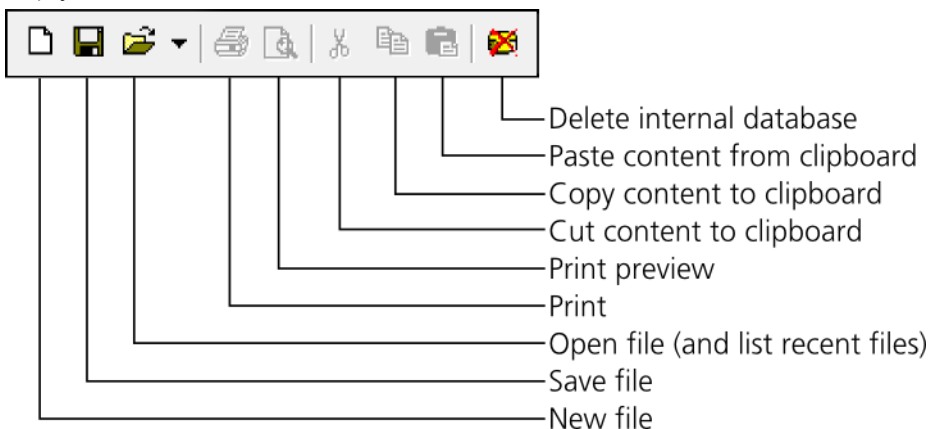 Delete internal database
Paste content from clipboard
Copy content to clipboard
Cut content to clipboard
Print preview
Print
Open file (and list recent files)
Save file
New file